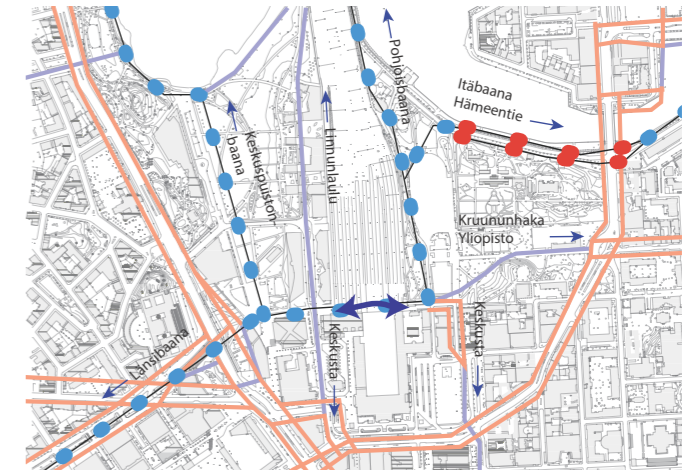 Pohjoisbaana
Itäbaana
Hämeentie
Keskuspuiston-
baana
Linnunlaulu
Kruununhaka
Yliopisto
Länsibaana
Keskusta
Keskusta